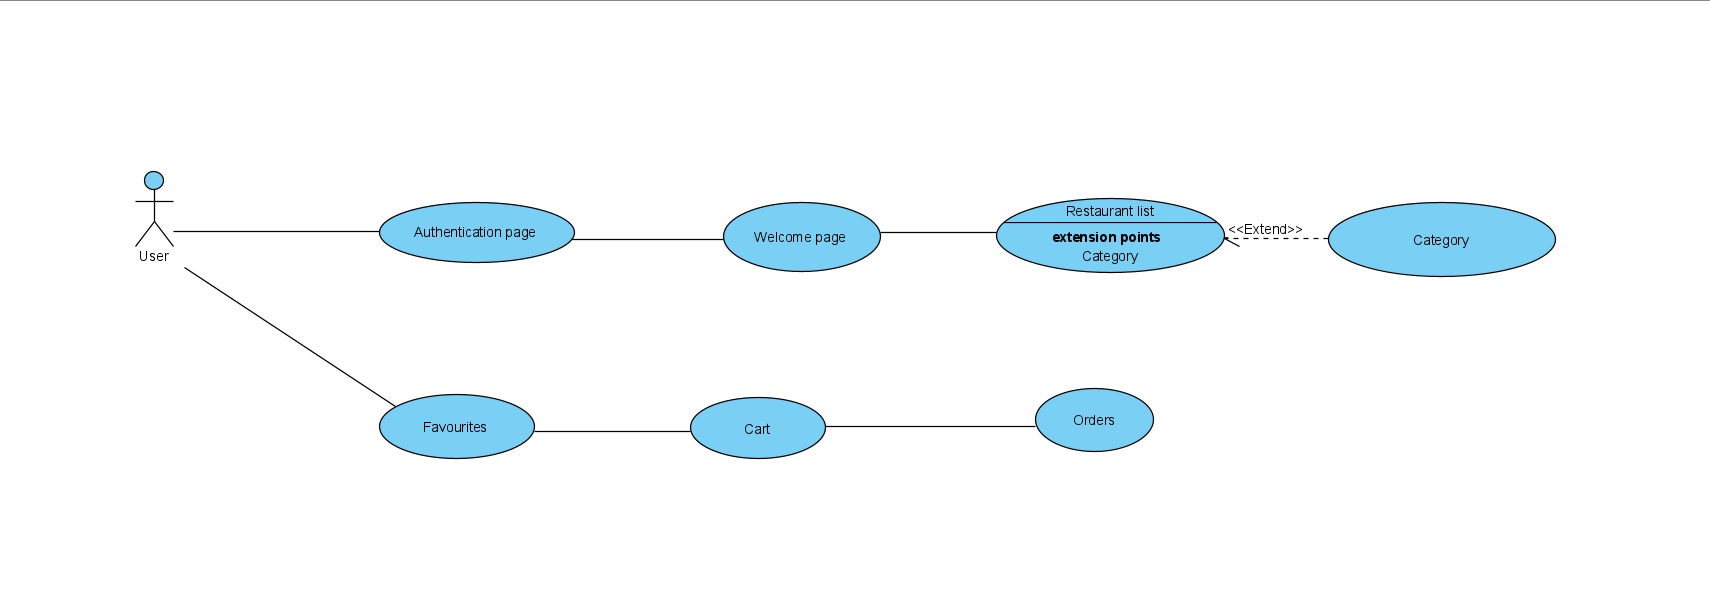 User
Authentication page
Welcome page
Restaurant list
extension points
Category
<<Extend>>
Category
Favourites
Cart
Orders